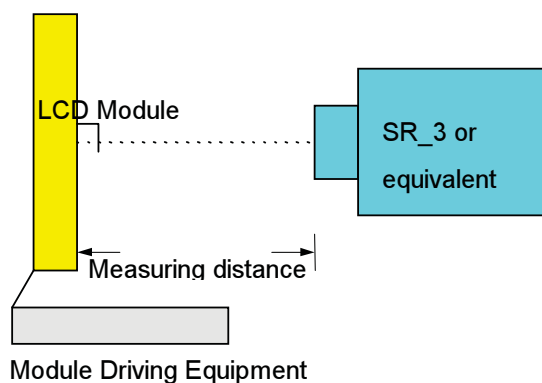 LCD Module
SR_3 or
equivalent
Measuring distance
Module Driving Equipment